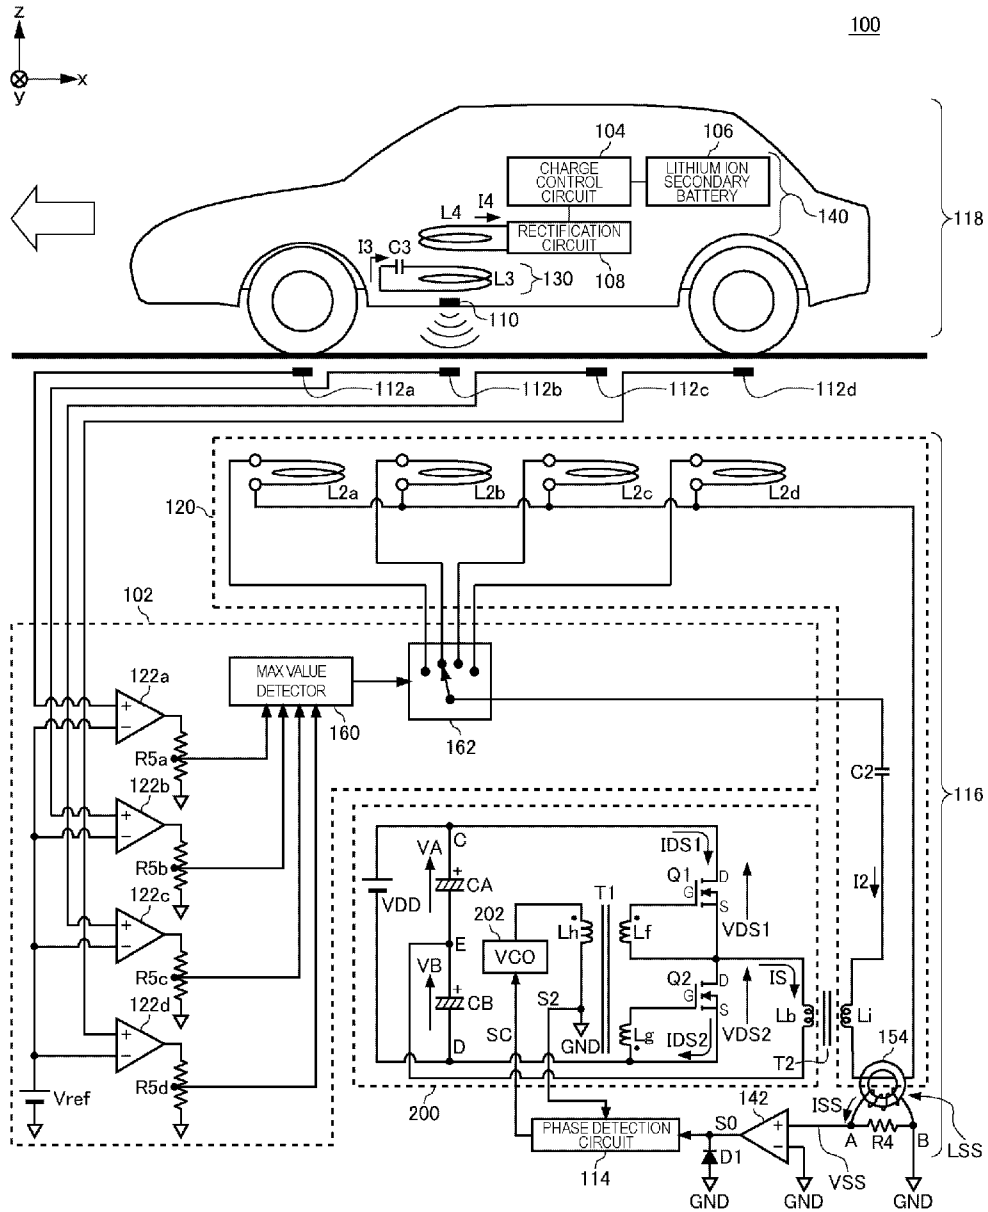 100
z
x
y
104
106
CHARGE
CONTROL
CIRCUIT
LITHIUM ION
SECONDARY
BATTERY
140
118
L4
I4
RECTIFICATION
CIRCUIT
I3
C3
L3
130
108
110
112a
112b
112c
112d
L2a
L2b
L2c
L2d
120
102
122a
MAX VALUE
DETECTOR
160
162
+
−
R5a
C2
116
122b
+
−
R5b
VA
C
+
CA
VDD
IDS1
Q1
D
G
S
VDS1
I2
122c
+
−
R5c
202
VCO
T1
Lh
Lf
E
VB
+
CB
Q2
D
G
S
VDS2
IS
S2
SC
GND
Lg
IDS2
Lb
Li
122d
+
−
R5d
D
T2
154
Vref
200
142
ISS
S0
+
−
A
R4
B
LSS
PHASE DETECTION
CIRCUIT
114
D1
VSS
GND
GND
GND